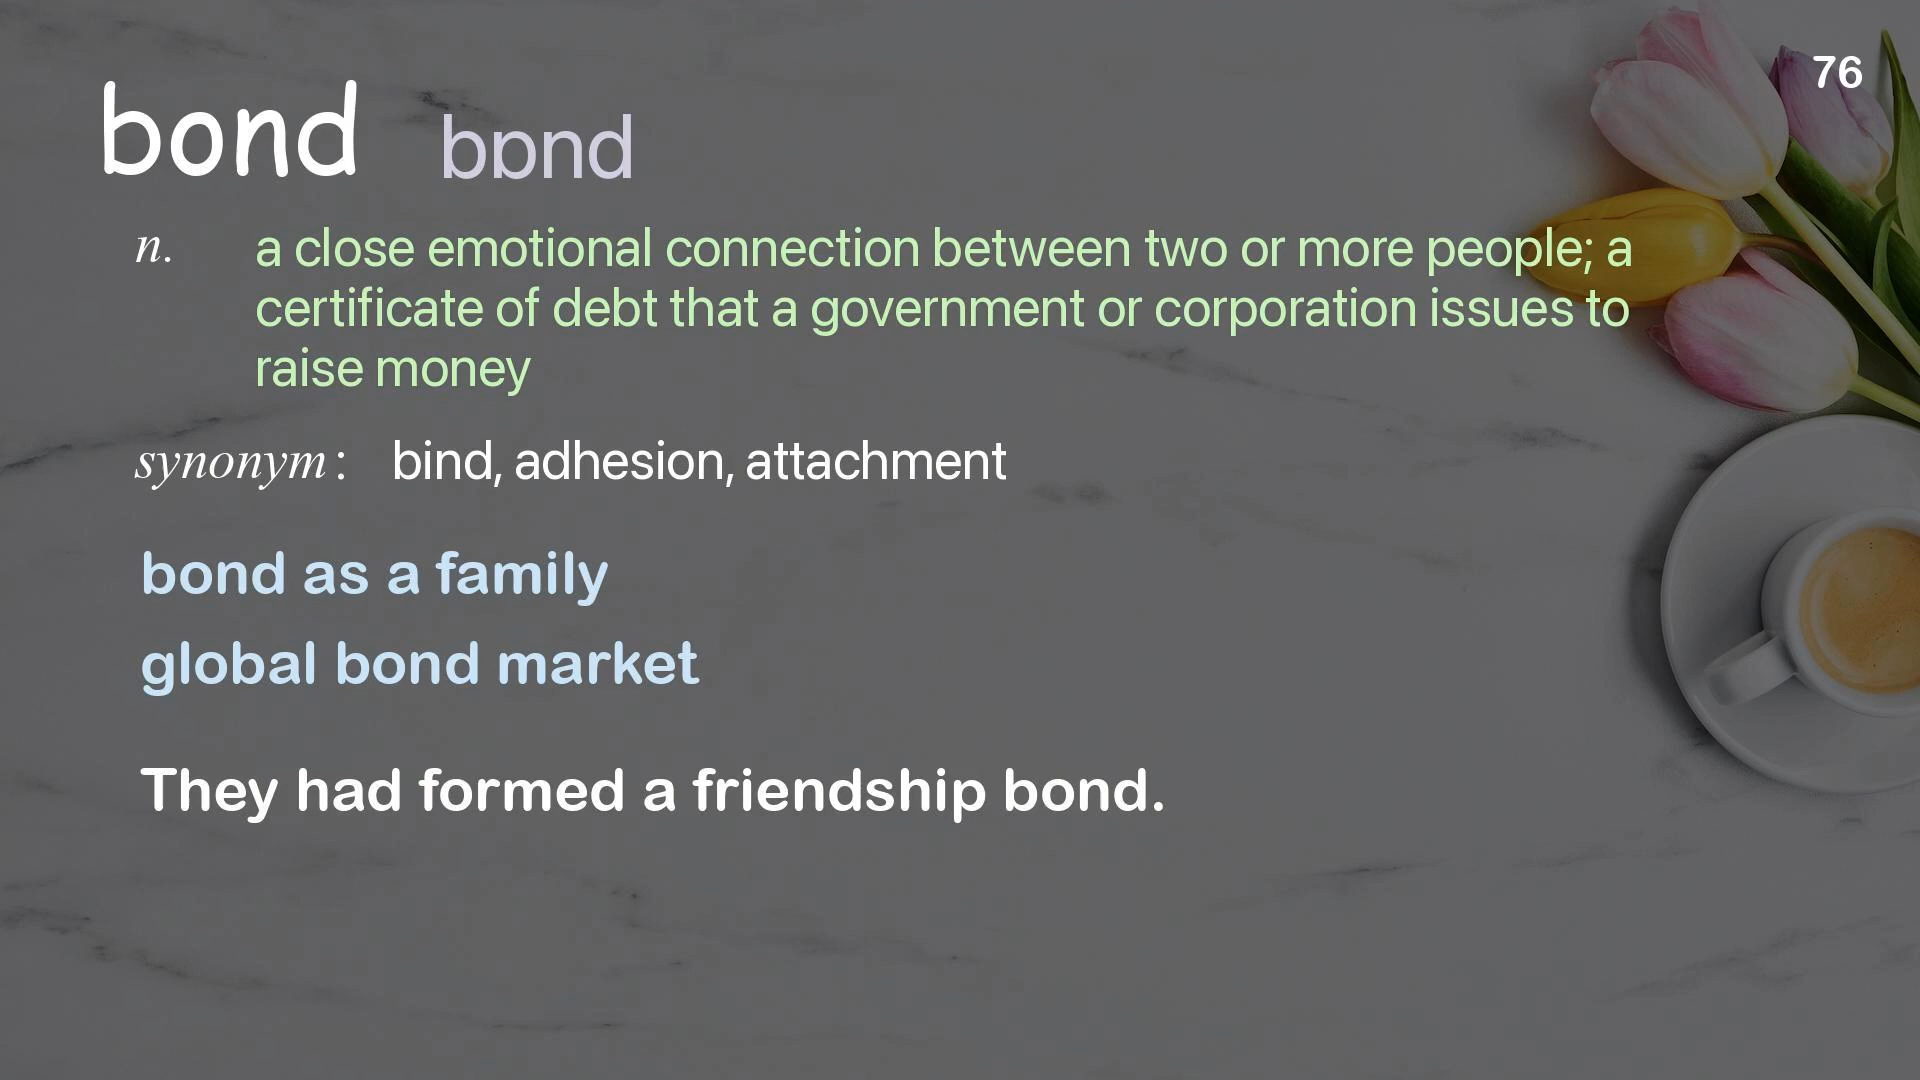 76
bond bɒnd
n. a close emotional connection between two or more people; a
certificate of debt that a government or corporation issues to
raise money
synonym: bind, adhesion, attachment
bond as a family
global bond market
They had formed a friendship bond.